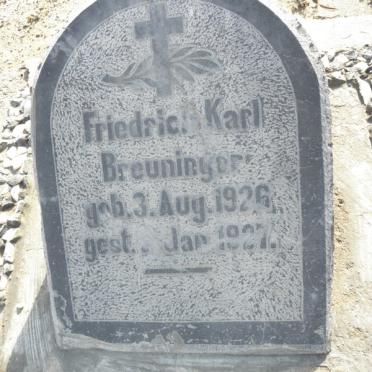 Friedrich Karl
Breuninger
geb. 3. Aug. 1926.
gest. Jan. 1927.